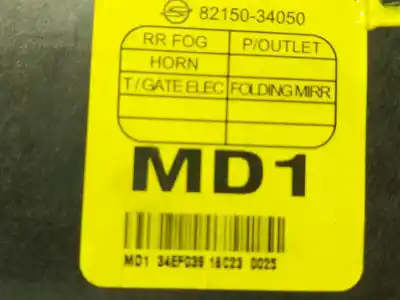 82150-34050
RR FOG P/OUTLET
HORN
T/GATE ELEC FOLDING MIRR.
MD1
MD1 34EF039 16C23 0025